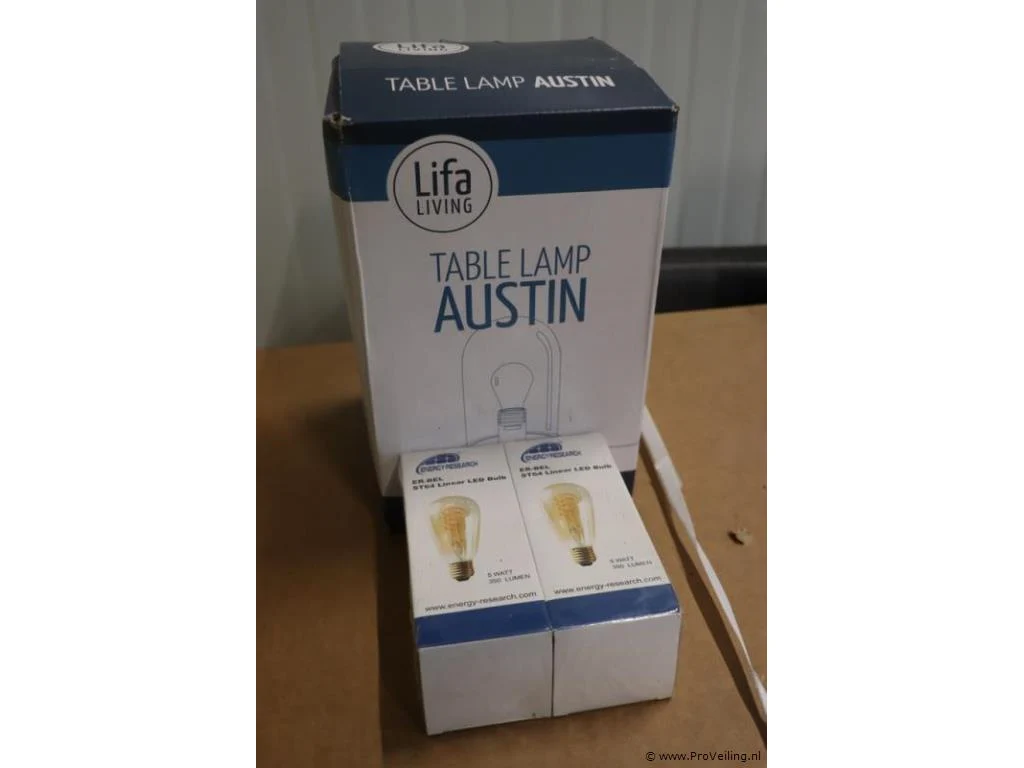 Lifa
LIVING
TABLE LAMP AUSTIN
Lifa
LIVING
TABLE LAMP
AUSTIN
ENERGY RESEARCH
ER-BEL
ST64 Linear LED Bulb
5 WATT
350 LUMEN
www.energy-research.com
ENERGY RESEARCH
ER-BEL
ST64 Linear LED Bulb
5 WATT
350 LUMEN
www.energy-research.com
© www.ProVeiling.nl